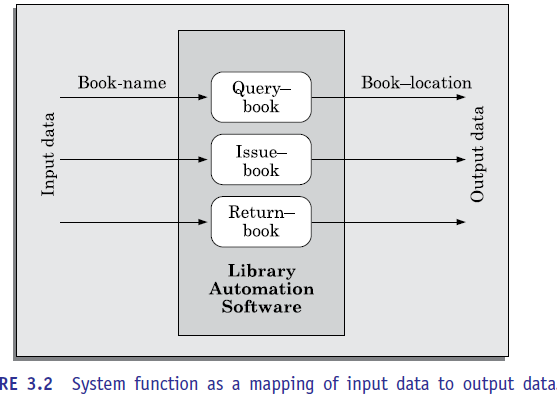 Book-name
Query–
book
Book–location
Input data
Issue–
book
Output data
Return–
book
Library
Automation
Software
RE 3.2 System function as a mapping of input data to output data